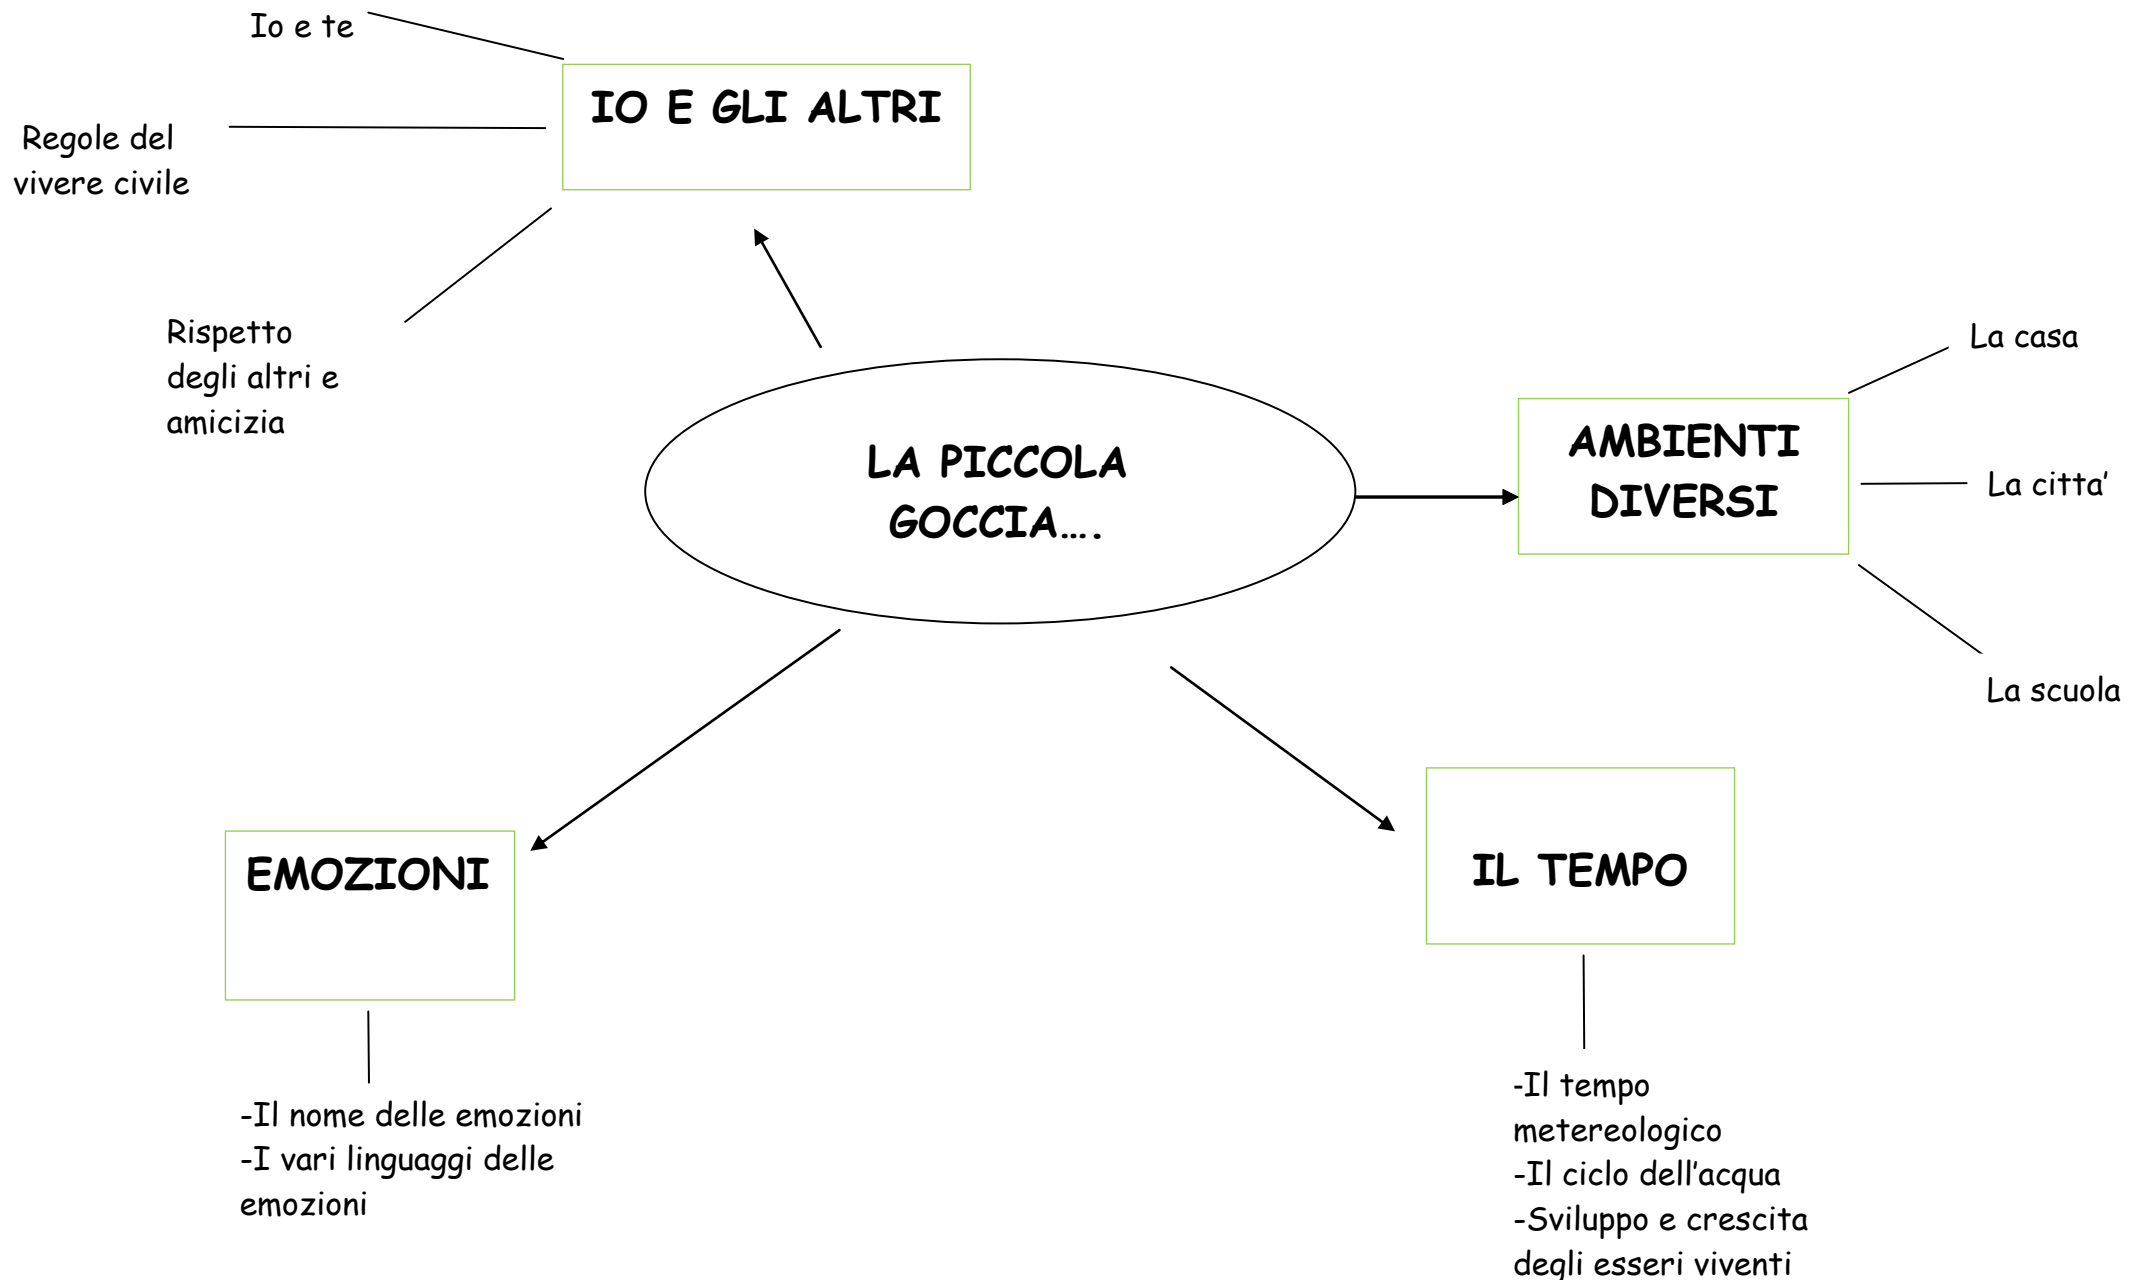 Io e te
IO E GLI ALTRI
Regole del
vivere civile
Rispetto
degli altri e
amicizia
LA PICCOLA
GOCCIA....
AMBIENTI
DIVERSI
La casa
La citta'
La scuola
EMOZIONI
-Il nome delle emozioni
-I vari linguaggi delle
emozioni
IL TEMPO
-Il tempo
metereologico
-Il ciclo dell'acqua
-Sviluppo e crescita
degli esseri viventi